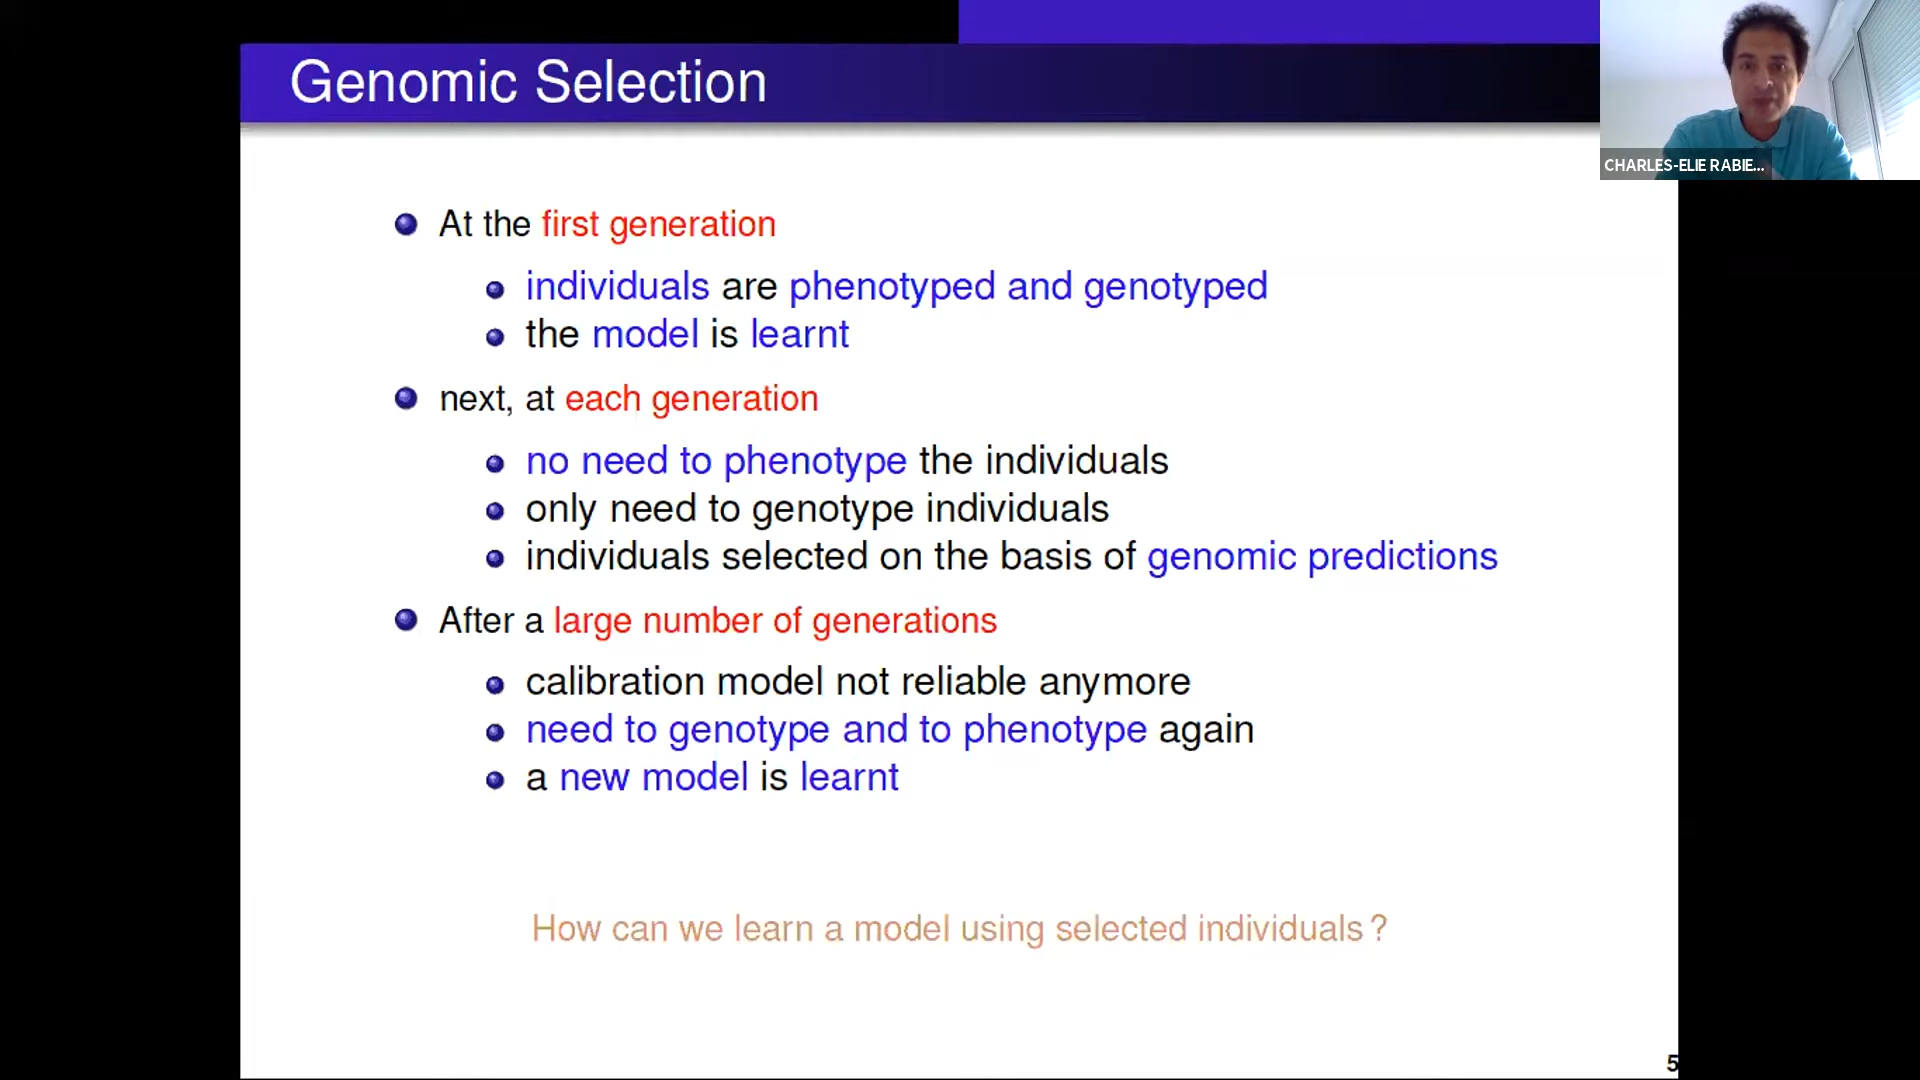 Genomic Selection
CHARLES-ELIE RABIE...
At the first generation
individuals are phenotyped and genotyped
the model is learnt
next, at each generation
no need to phenotype the individuals
only need to genotype individuals
individuals selected on the basis of genomic predictions
After a large number of generations
calibration model not reliable anymore
need to genotype and to phenotype again
a new model is learnt
How can we learn a model using selected individuals ?
5